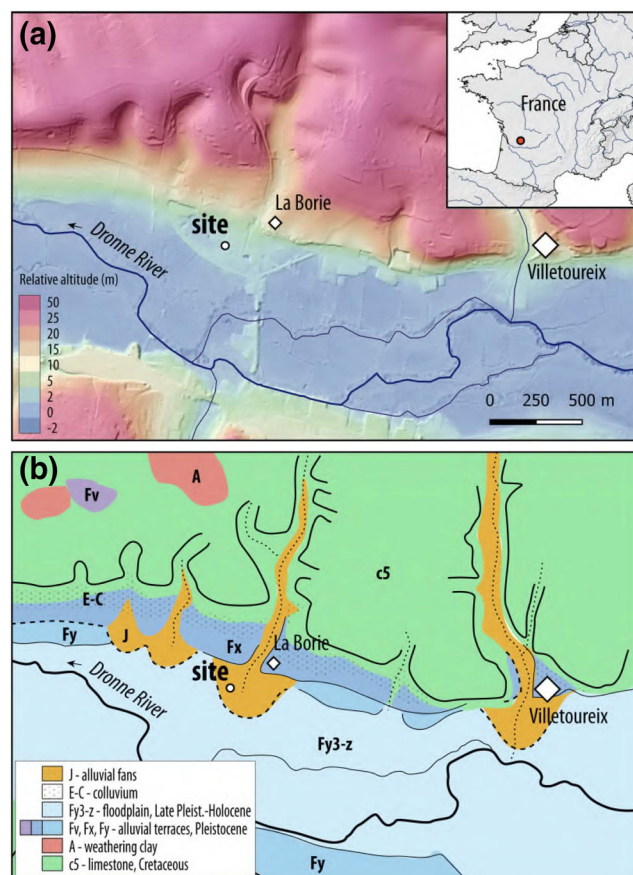 (a)
France
La Borie
site
Dronne River
Villetoureix
Relative altitude (m)
50
25
20
15
10
5
2
0
-2
0 500 m
(b)
A
Fv
c5
E-C
J
Fy
Fx
La Borie
site
Dronne River
Villetoureix
Fy3-z
J - alluvial fans
E-C - colluvium
Fy3-z - floodplain, Late Pleist.-Holocene
Fv, Fx, Fy - alluvial terraces, Pleistocene
A - weathering clay
c5 - limestone, Cretaceous
Fy